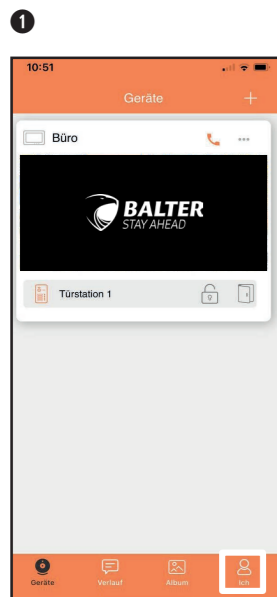 1
10:51
Geräte +
Büro
BALTER
STAY AHEAD
Türstation 1
Geräte Verlauf Album Ich